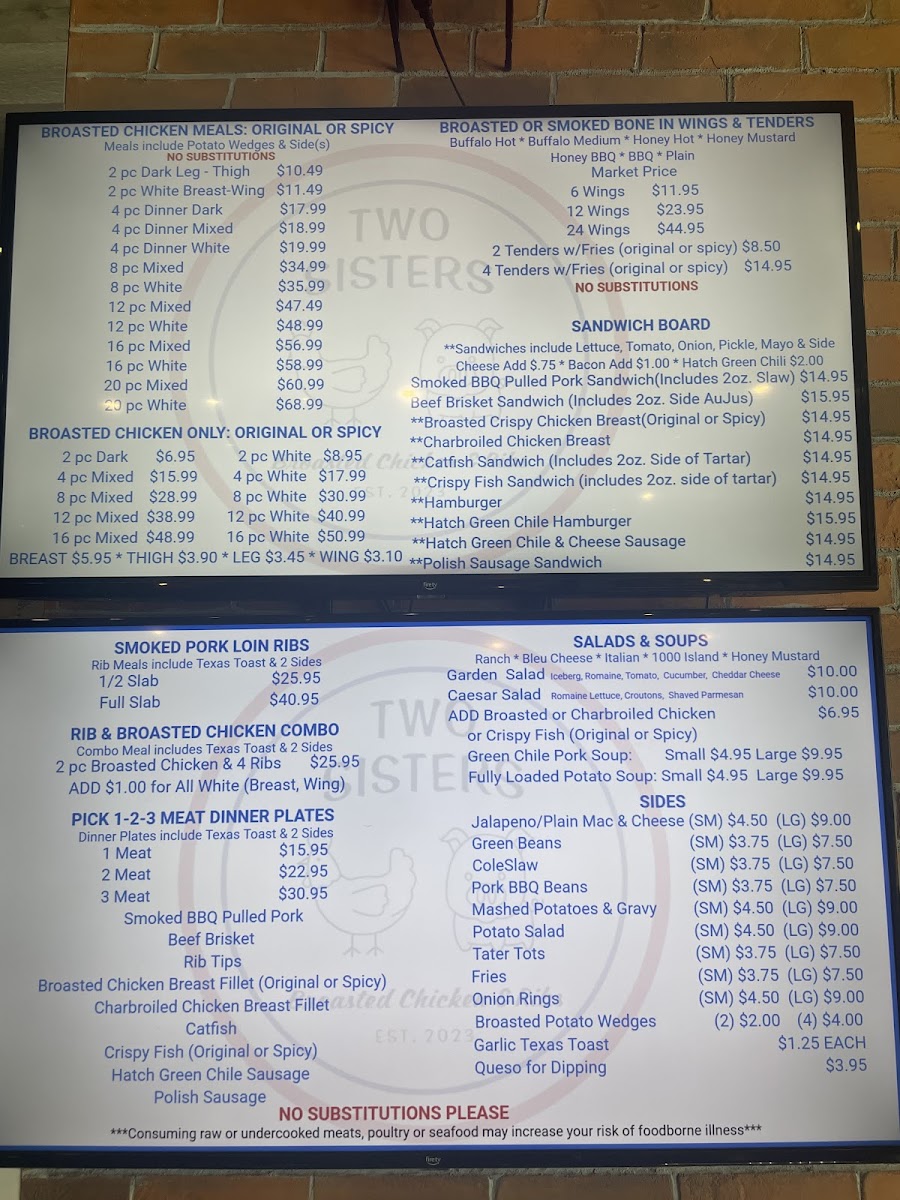 BROASTED CHICKEN MEALS: ORIGINAL OR SPICY
Meals include Potato Wedges & Side(s)
NO SUBSTITUTIONS
2 pc Dark Leg - Thigh $10.49
2 pc White Breast-Wing $11.49
4 pc Dinner Dark $17.99
4 pc Dinner Mixed $18.99
4 pc Dinner White $19.99
8 pc Mixed $34.99
8 pc White $35.99
12 pc Mixed $47.49
12 pc White $48.99
16 pc Mixed $56.99
16 pc White $58.99
20 pc Mixed $60.99
20 pc White $68.99
BROASTED CHICKEN ONLY: ORIGINAL OR SPICY
2 pc Dark $6.95 2 pc White $8.95
4 pc Mixed $15.99 4 pc White $17.99
8 pc Mixed $28.99 8 pc White $30.99
12 pc Mixed $38.99 12 pc White $40.99
16 pc Mixed $48.99 16 pc White $50.99
BREAST $5.95 * THIGH $3.90 * LEG $3.45 * WING $3.10
BROASTED OR SMOKED BONE IN WINGS & TENDERS
Buffalo Hot * Buffalo Medium * Honey Hot * Honey Mustard
Honey BBQ * BBQ * Plain
Market Price
6 Wings $11.95
12 Wings $23.95
24 Wings $44.95
2 Tenders w/Fries (original or spicy) $8.50
4 Tenders w/Fries (original or spicy) $14.95
NO SUBSTITUTIONS
SANDWICH BOARD
**Sandwiches include Lettuce, Tomato, Onion, Pickle, Mayo & Side
Cheese Add $.75 * Bacon Add $1.00 * Hatch Green Chili $2.00
Smoked BBQ Pulled Pork Sandwich(Includes 2oz. Slaw) $14.95
Beef Brisket Sandwich (Includes 2oz. Side AuJus) $15.95
**Broasted Crispy Chicken Breast(Original or Spicy) $14.95
**Charbroiled Chicken Breast $14.95
**Catfish Sandwich (Includes 2oz. Side of Tartar) $14.95
**Crispy Fish Sandwich (includes 2oz. side of tartar) $14.95
**Hamburger $14.95
**Hatch Green Chile Hamburger $15.95
**Hatch Green Chile & Cheese Sausage $14.95
**Polish Sausage Sandwich $14.95
TWO
SISTERS
EST. 2023
firetv
SMOKED PORK LOIN RIBS
Rib Meals include Texas Toast & 2 Sides
1/2 Slab $25.95
Full Slab $40.95
RIB & BROASTED CHICKEN COMBO
Combo Meal includes Texas Toast & 2 Sides
2 pc Broasted Chicken & 4 Ribs $25.95
ADD $1.00 for All White (Breast, Wing)
PICK 1-2-3 MEAT DINNER PLATES
Dinner Plates include Texas Toast & 2 Sides
1 Meat $15.95
2 Meat $22.95
3 Meat $30.95
Smoked BBQ Pulled Pork
Beef Brisket
Rib Tips
Broasted Chicken Breast Fillet (Original or Spicy)
Charbroiled Chicken Breast Fillet
Catfish
Crispy Fish (Original or Spicy)
Hatch Green Chile Sausage
Polish Sausage
SALADS & SOUPS
Ranch * Bleu Cheese * Italian * 1000 Island * Honey Mustard
Garden Salad Iceberg, Romaine, Tomato, Cucumber, Cheddar Cheese $10.00
Caesar Salad Romaine Lettuce, Croutons, Shaved Parmesan $10.00
ADD Broasted or Charbroiled Chicken $6.95
or Crispy Fish (Original or Spicy)
Green Chile Pork Soup: Small $4.95 Large $9.95
Fully Loaded Potato Soup: Small $4.95 Large $9.95
SIDES
Jalapeno/Plain Mac & Cheese (SM) $4.50 (LG) $9.00
Green Beans (SM) $3.75 (LG) $7.50
ColeSlaw (SM) $3.75 (LG) $7.50
Pork BBQ Beans (SM) $3.75 (LG) $7.50
Mashed Potatoes & Gravy (SM) $4.50 (LG) $9.00
Potato Salad (SM) $4.50 (LG) $9.00
Tater Tots (SM) $3.75 (LG) $7.50
Fries (SM) $3.75 (LG) $7.50
Onion Rings (SM) $4.50 (LG) $9.00
Broasted Potato Wedges (2) $2.00 (4) $4.00
Garlic Texas Toast $1.25 EACH
Queso for Dipping $3.95
TWO
SISTERS
Broasted Chicken & Ribs
EST. 2023
NO SUBSTITUTIONS PLEASE
***Consuming raw or undercooked meats, poultry or seafood may increase your risk of foodborne illness***
firetv